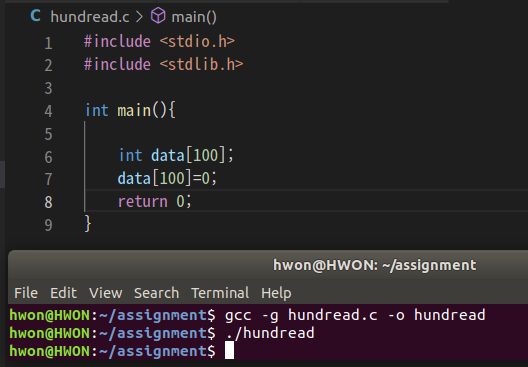 C hundread.c > main()
1 #include <stdio.h>
2 #include <stdlib.h>
3
4 int main(){
5
6 int data[100];
7 data[100]=0;
8 return 0;
9 }
hwon@HWON: ~/assignment
File Edit View Search Terminal Help
hwon@HWON:~/assignment$ gcc -g hundread.c -o hundread
hwon@HWON:~/assignment$ ./hundread
hwon@HWON:~/assignment$